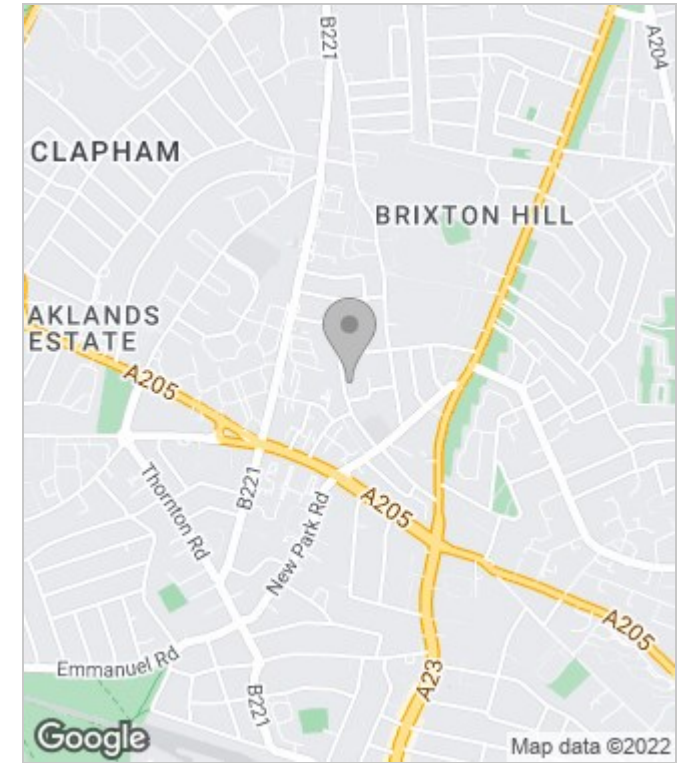 B221
A204
CLAPHAM
BRIXTON HILL
AKLANDS
ESTATE
A205
Thornton Rd
B221
A205
New Park Rd
A205
Emmanuel Rd
B221
A23
Google
Map data ©2022